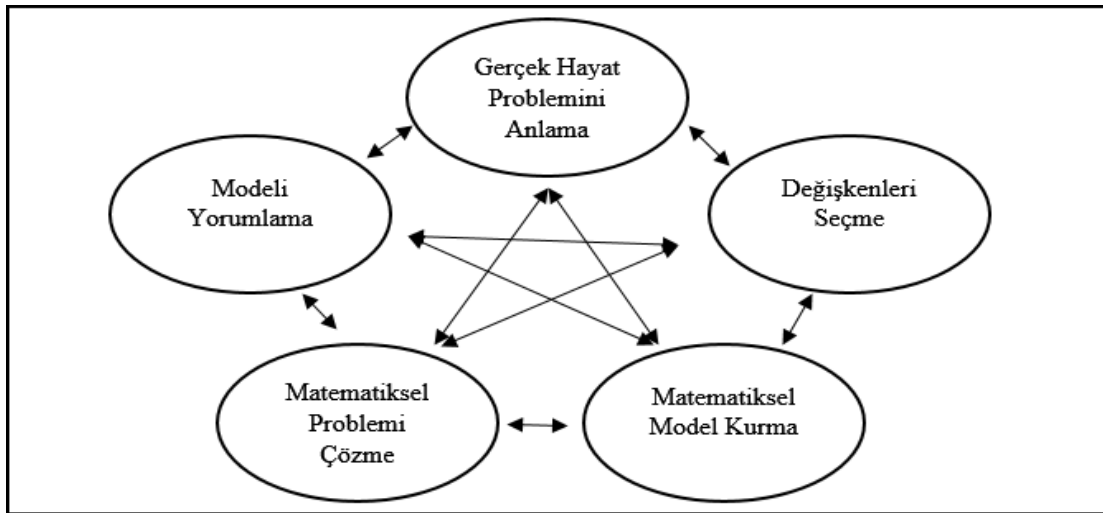 Gerçek Hayat
Problemini
Anlama
Modeli
Yorumlama
Değişkenleri
Seçme
Matematiksel
Problemi
Çözme
Matematiksel
Model Kurma